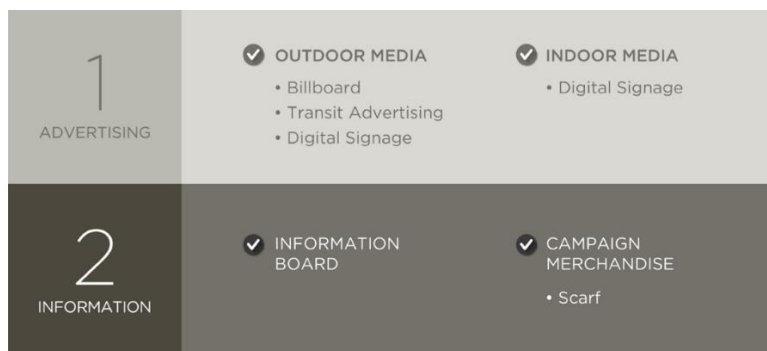 1
ADVERTISING
OUTDOOR MEDIA
• Billboard
• Transit Advertising
• Digital Signage
INDOOR MEDIA
• Digital Signage
2
INFORMATION
INFORMATION
BOARD
CAMPAIGN
MERCHANDISE
• Scarf